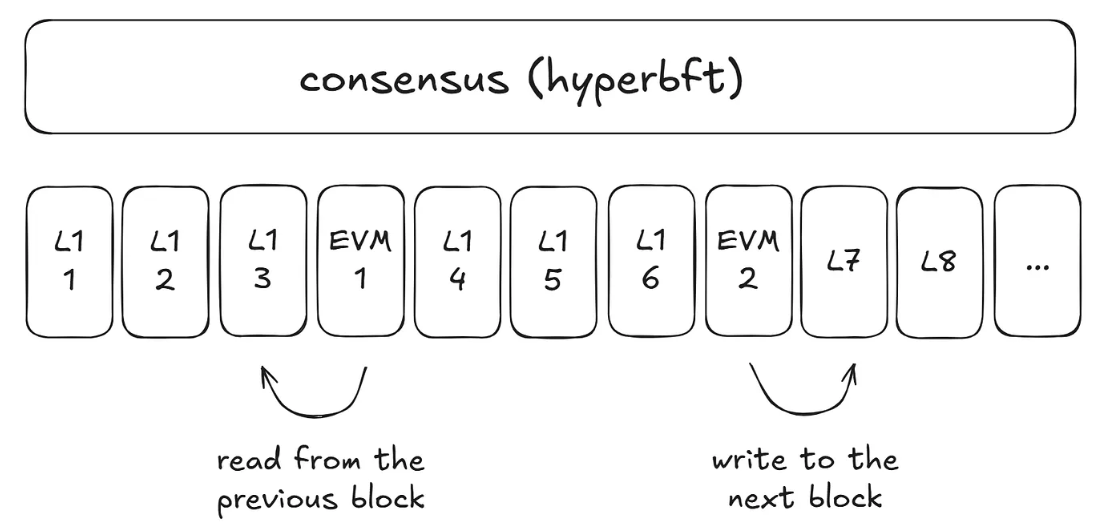 consensus (hyperbft)
L1
1
L1
2
L1
3
EVM
1
L1
4
L1
5
L1
6
EVM
2
L7
L8
...
read from the
previous block
write to the
next block